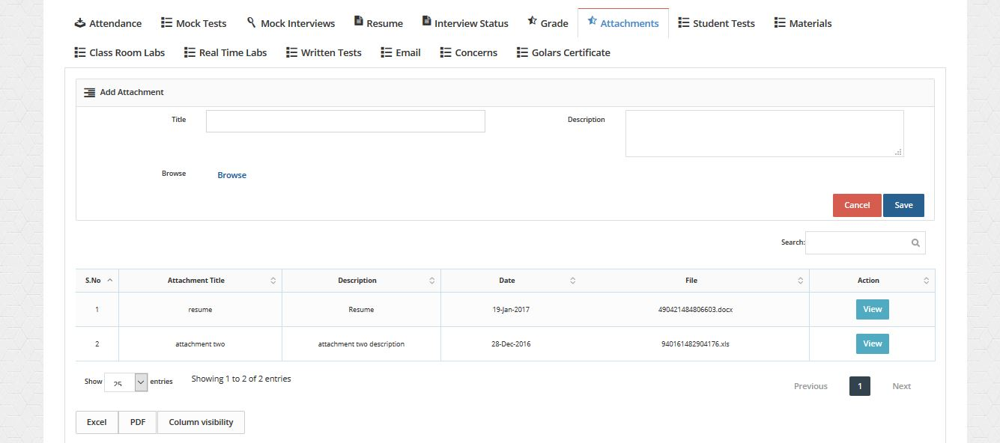 Attendance Mock Tests Mock Interviews Resume Interview Status Grade Attachments Student Tests Materials
Class Room Labs Real Time Labs Written Tests Email Concerns Golars Certificate
Add Attachment
Title Description
Browse Browse
Cancel Save
Search:
S.No Attachment Title Description Date File Action
1 resume Resume 19-Jan-2017 490421484806603.docx View
2 attachment two attachment two description 28-Dec-2016 940161482904176.xls View
Show 25 entries Showing 1 to 2 of 2 entries Previous 1 Next
Excel PDF Column visibility